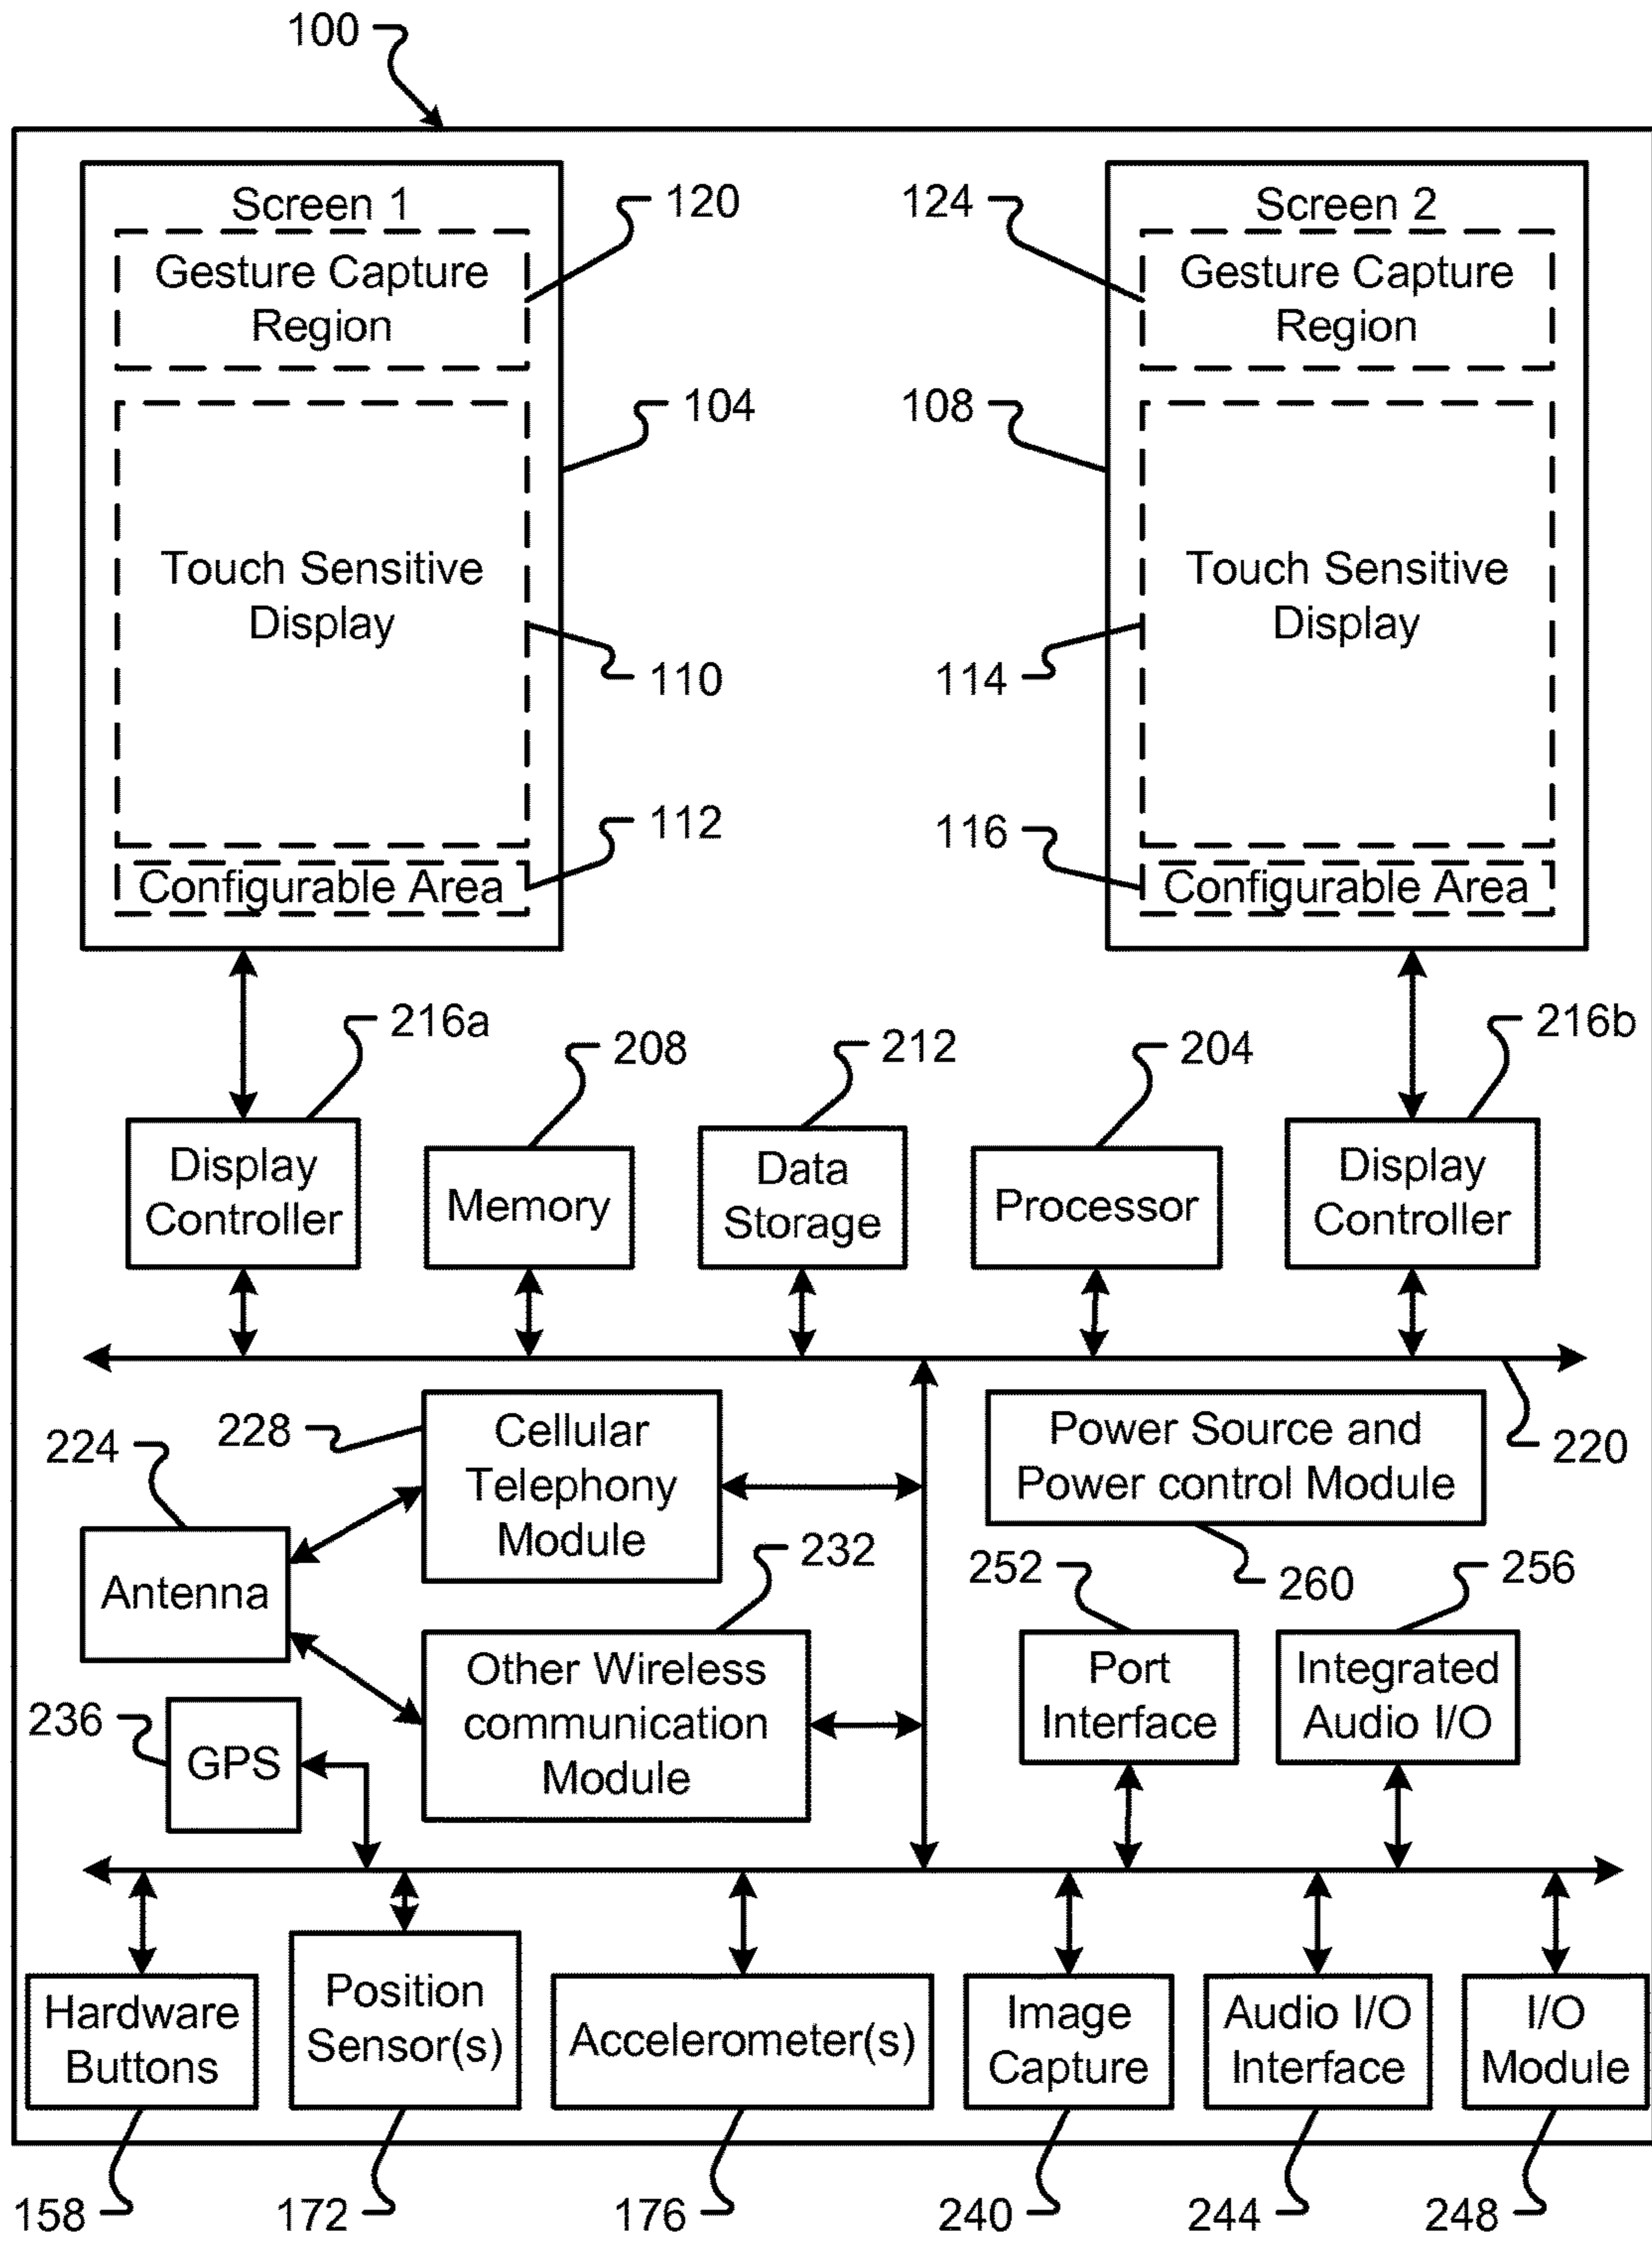 100
Screen 1
120
124
Screen 2
Gesture Capture
Region
Gesture Capture
Region
104
108
Touch Sensitive
Display
Touch Sensitive
Display
110
114
112
116
Configurable Area
Configurable Area
216a
208
212
204
216b
Display
Controller
Memory
Data
Storage
Processor
Display
Controller
224
228
Cellular
Telephony
Module
Power Source and
Power control Module
220
Antenna
232
252
260
256
236
GPS
Other Wireless
communication
Module
Port
Interface
Integrated
Audio I/O
Hardware
Buttons
Position
Sensor(s)
Accelerometer(s)
Image
Capture
Audio I/O
Interface
I/O
Module
158
172
176
240
244
248